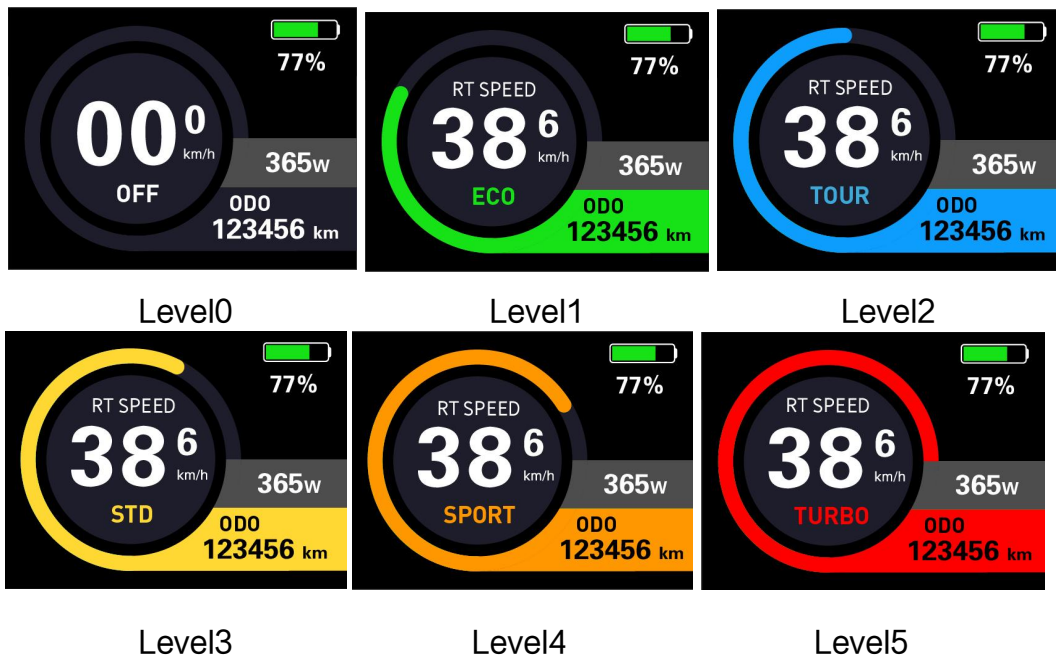 77%
00 0
km/h
OFF
365W
ODO
123456 km
Level0
77%
RT SPEED
38 6
km/h
ECO
365W
ODO
123456 km
Level1
77%
RT SPEED
38 6
km/h
TOUR
365W
ODO
123456 km
Level2
77%
RT SPEED
38 6
km/h
STD
365W
ODO
123456 km
Level3
77%
RT SPEED
38 6
km/h
SPORT
365W
ODO
123456 km
Level4
77%
RT SPEED
38 6
km/h
TURBO
365W
ODO
123456 km
Level5